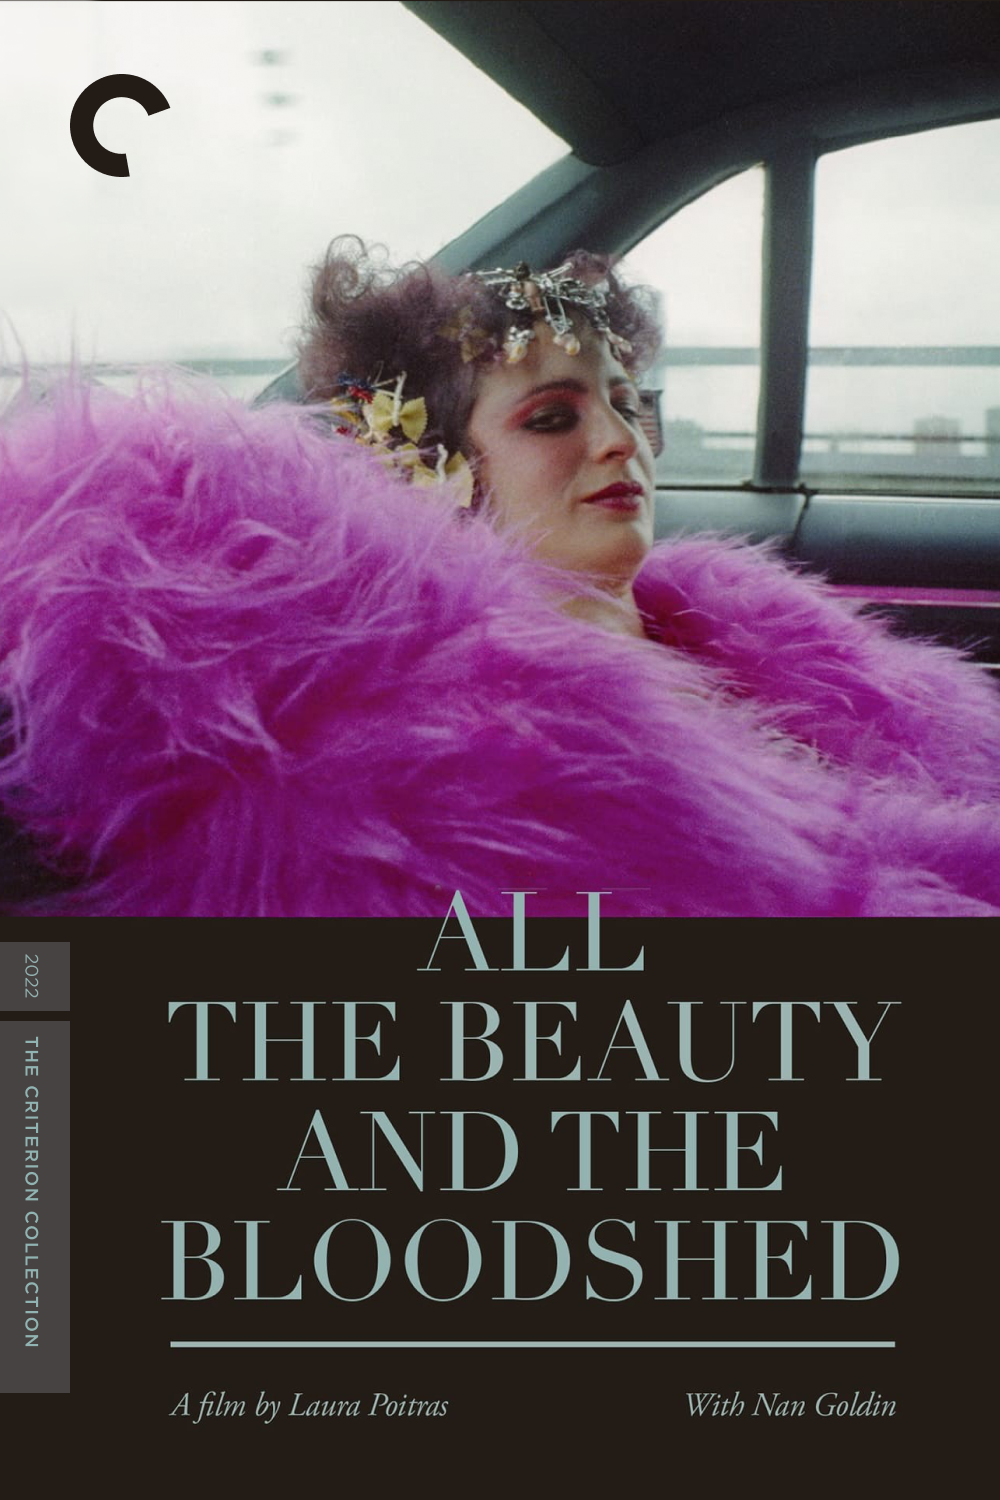 ALL
THE BEAUTY
AND THE
BLOODSHED
A film by Laura Poitras
With Nan Goldin
2022
THE CRITERION COLLECTION